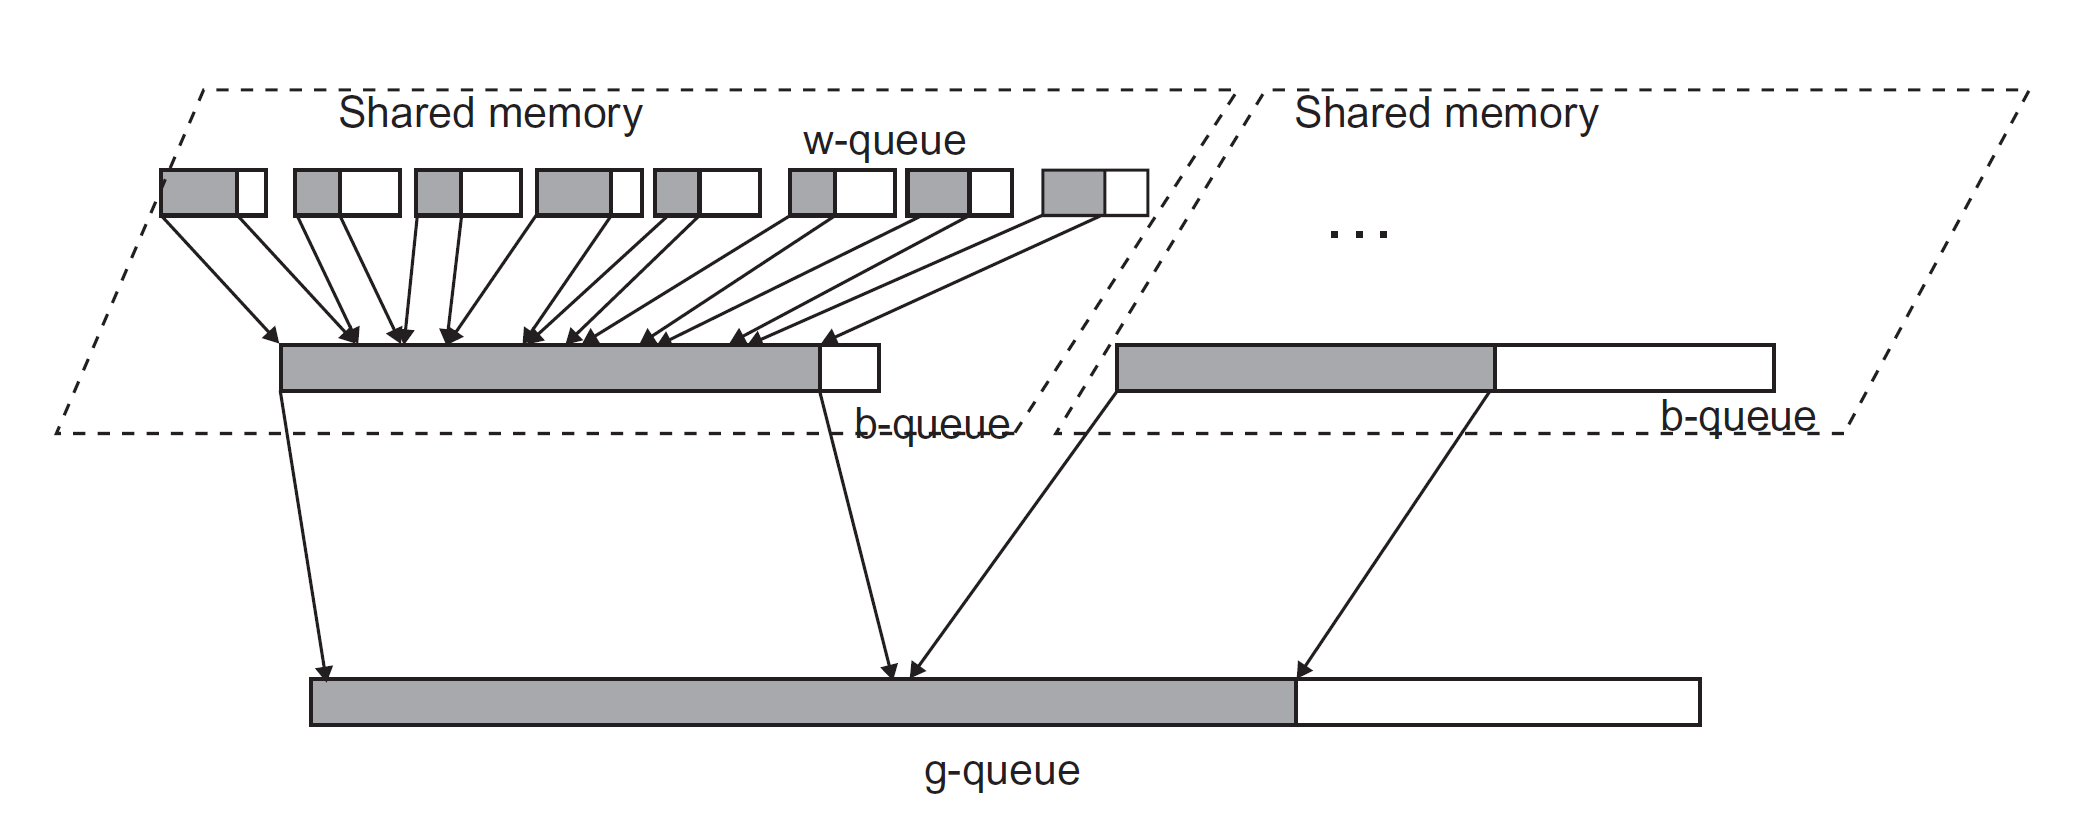 Shared memory
Shared memory
w-queue
. . .
b-queue
b-queue
g-queue